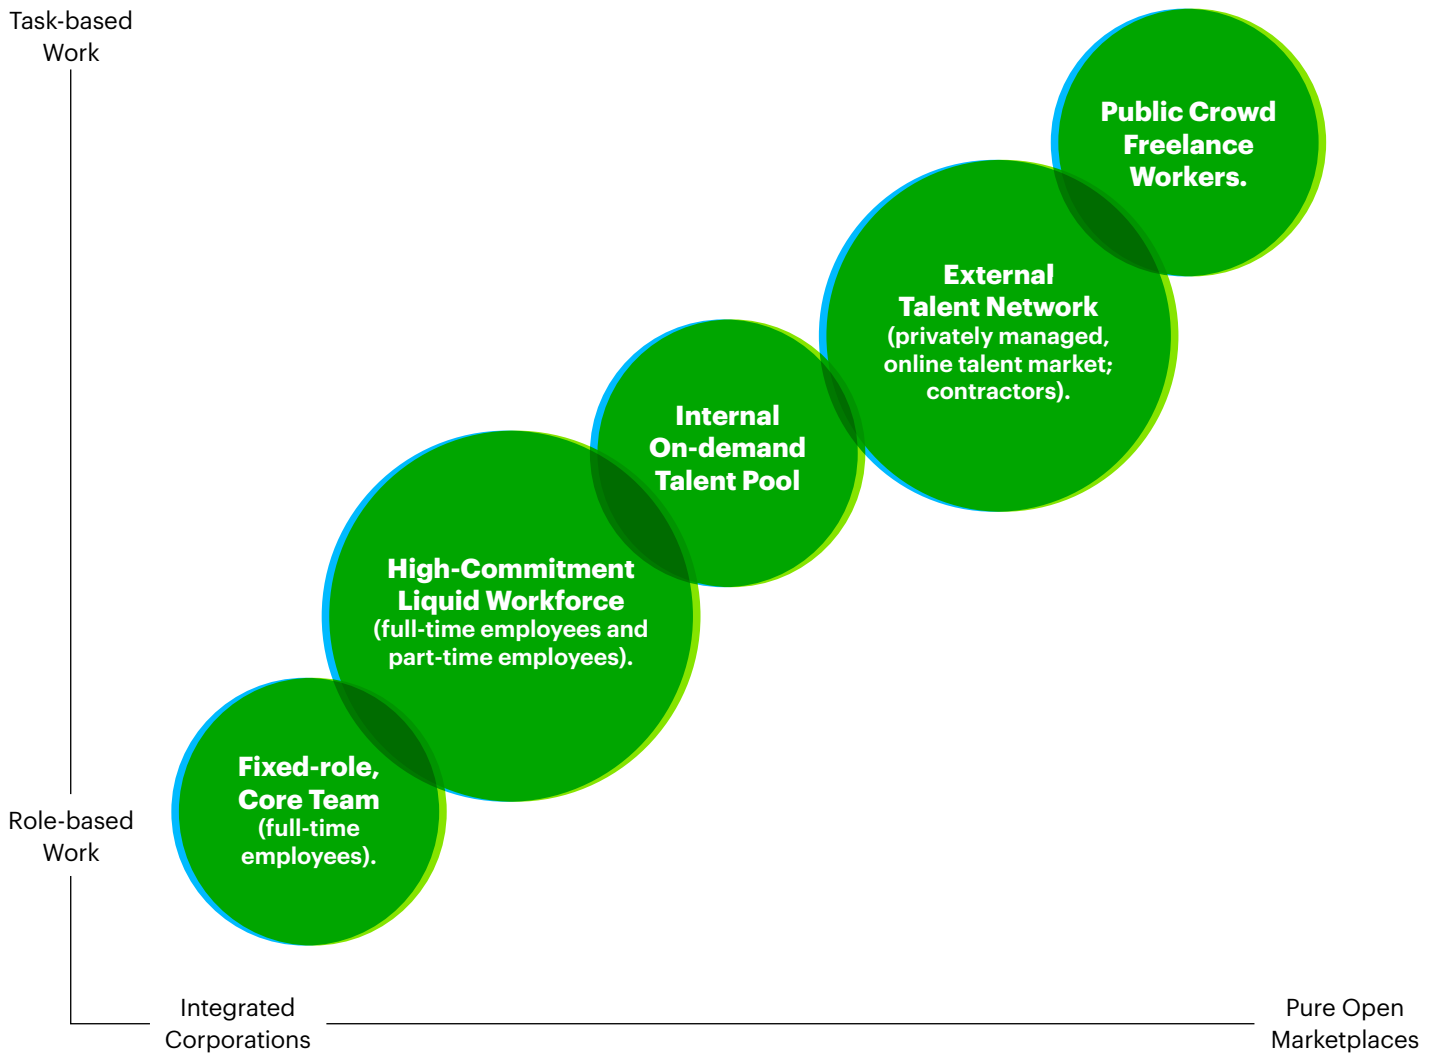 Task-based
Work
Public Crowd
Freelance
Workers.
External
Talent Network
(privately managed,
online talent market;
contractors).
Internal
On-demand
Talent Pool
High-Commitment
Liquid Workforce
(full-time employees and
part-time employees).
Fixed-role,
Core Team
(full-time
employees).
Role-based
Work
Integrated
Corporations
Pure Open
Marketplaces